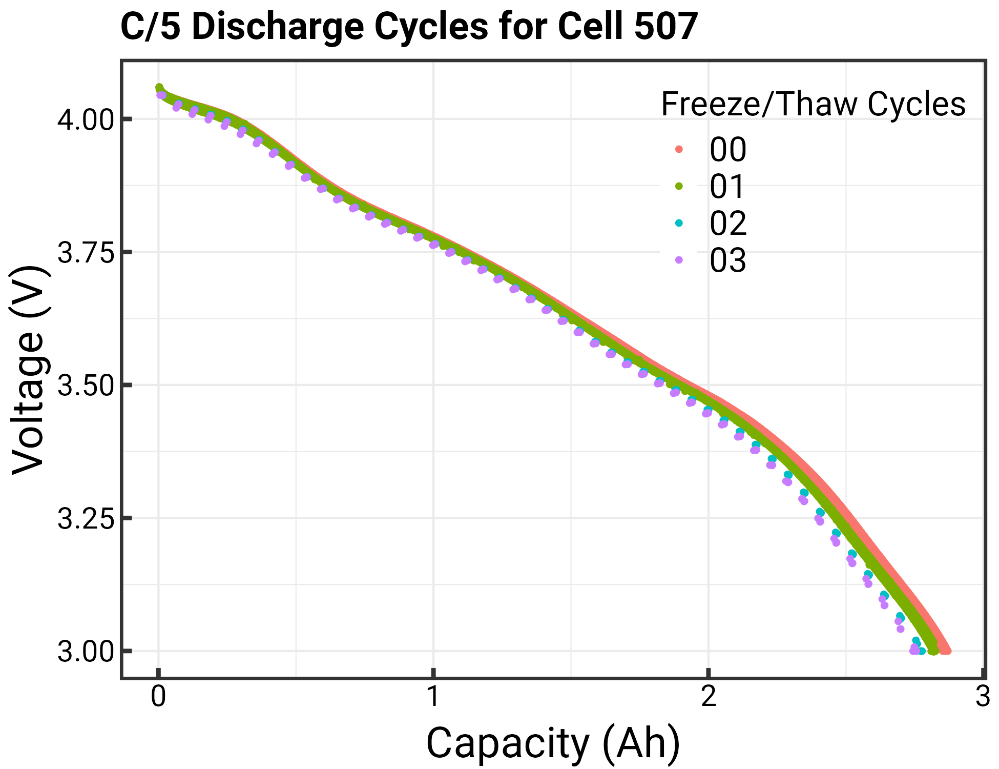 C/5 Discharge Cycles for Cell 507
Freeze/Thaw Cycles
00
01
02
03
Voltage (V)
4.00
3.75
3.50
3.25
3.00
0 1 2 3
Capacity (Ah)